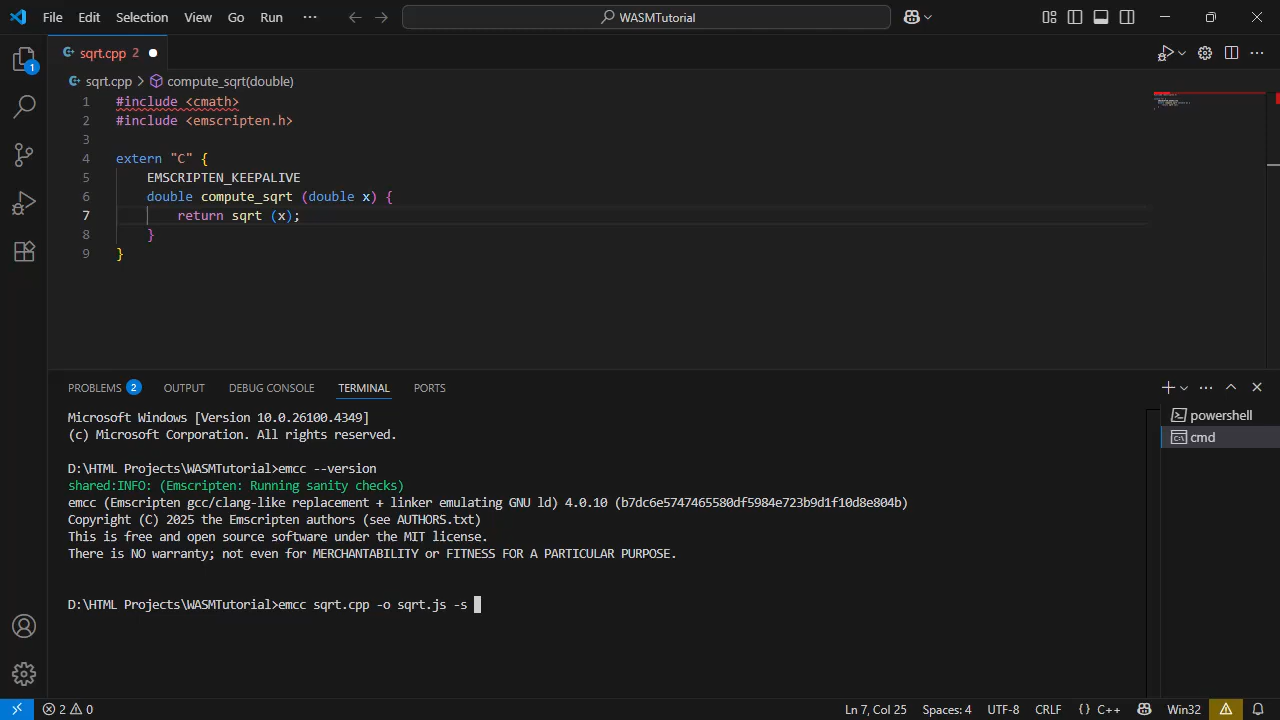 File Edit Selection View Go Run ··· WASMTutorial
sqrt.cpp 2
sqrt.cpp > compute_sqrt(double)
1 #include <cmath>
2 #include <emscripten.h>
3
4 extern "C" {
5 EMSCRIPTEN_KEEPALIVE
6 double compute_sqrt (double x) {
7 return sqrt (x);
8 }
9 }
1
PROBLEMS 2 OUTPUT DEBUG CONSOLE TERMINAL PORTS
Microsoft Windows [Version 10.0.26100.4349]
(c) Microsoft Corporation. All rights reserved.
D:\HTML Projects\WASMTutorial>emcc --version
shared:INFO: (Emscripten: Running sanity checks)
emcc (Emscripten gcc/clang-like replacement + linker emulating GNU ld) 4.0.10 (b7dc6e5747465580df5984e723b9d1f10d8e804b)
Copyright (C) 2025 the Emscripten authors (see AUTHORS.txt)
This is free and open source software under the MIT license.
There is NO warranty; not even for MERCHANTABILITY or FITNESS FOR A PARTICULAR PURPOSE.
D:\HTML Projects\WASMTutorial>emcc sqrt.cpp -o sqrt.js -s
powershell
cmd
2 0 Ln 7, Col 25 Spaces: 4 UTF-8 CRLF {} C++ Win32